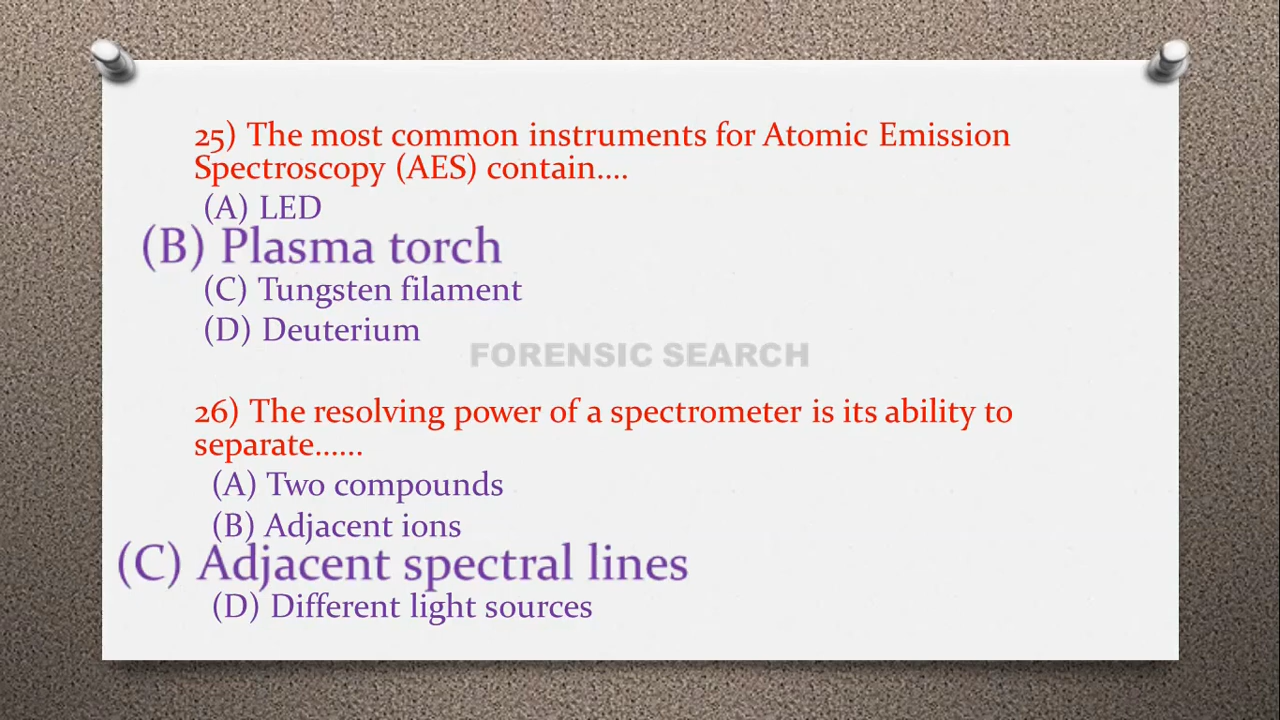 25) The most common instruments for Atomic Emission
Spectroscopy (AES) contain....
(A) LED
(B) Plasma torch
(C) Tungsten filament
(D) Deuterium
FORENSIC SEARCH
26) The resolving power of a spectrometer is its ability to
separate......
(A) Two compounds
(B) Adjacent ions
(C) Adjacent spectral lines
(D) Different light sources